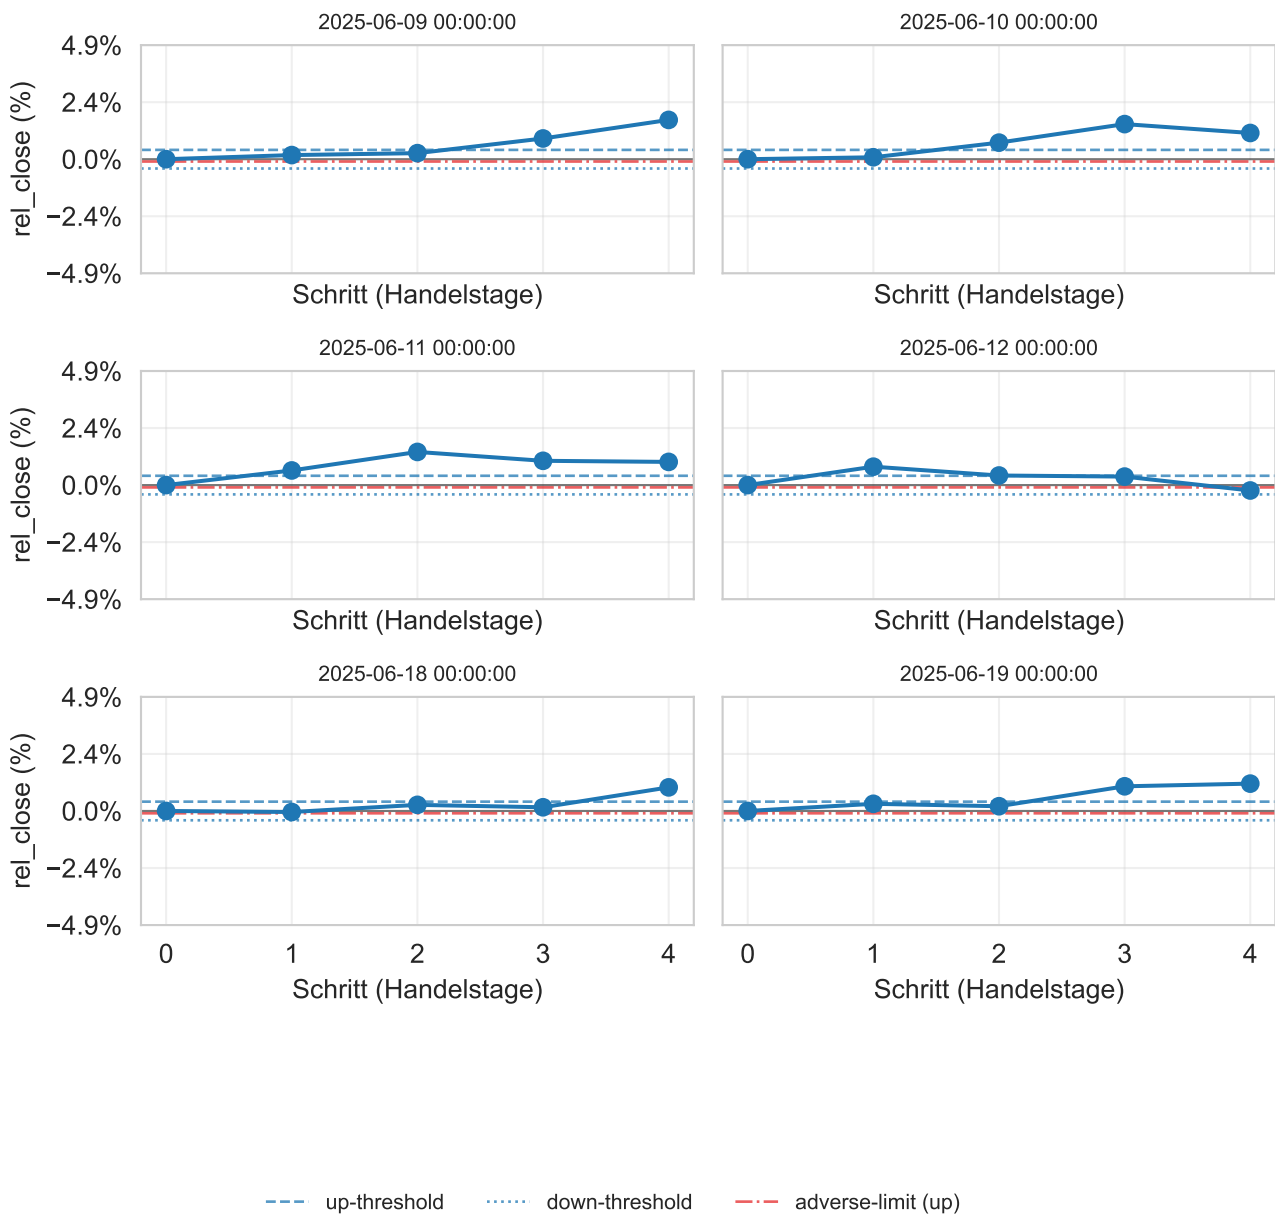 2025-06-09 00:00:00
2025-06-10 00:00:00
4.9%
2.4%
0.0%
−2.4%
−4.9%
rel_close (%)
Schritt (Handelstage)
Schritt (Handelstage)
2025-06-11 00:00:00
2025-06-12 00:00:00
4.9%
2.4%
0.0%
−2.4%
−4.9%
rel_close (%)
Schritt (Handelstage)
Schritt (Handelstage)
2025-06-18 00:00:00
2025-06-19 00:00:00
4.9%
2.4%
0.0%
−2.4%
−4.9%
rel_close (%)
0 1 2 3 4
0 1 2 3 4
Schritt (Handelstage)
Schritt (Handelstage)
up-threshold down-threshold adverse-limit (up)